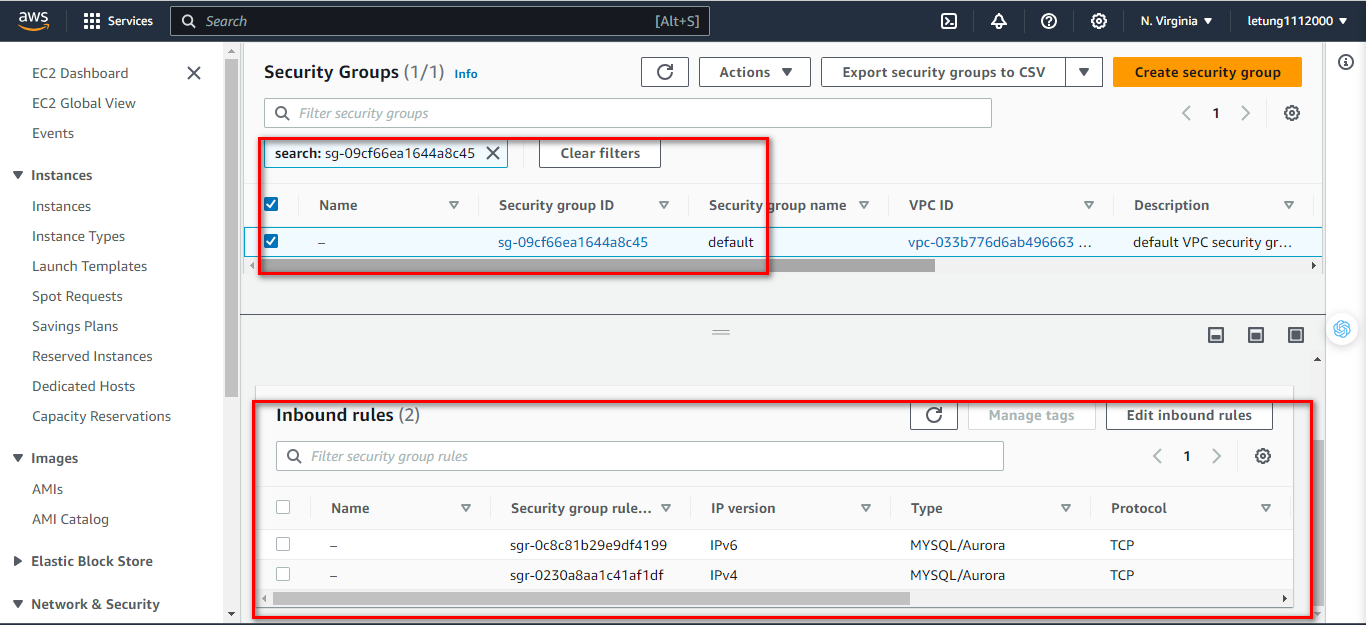 aws Services Search [Alt+S] N. Virginia letung1112000
EC2 Dashboard
EC2 Global View
Events
Instances
Instances
Instance Types
Launch Templates
Spot Requests
Savings Plans
Reserved Instances
Dedicated Hosts
Capacity Reservations
Images
AMIs
AMI Catalog
Elastic Block Store
Network & Security
Security Groups (1/1) Info Actions Export security groups to CSV Create security group
Filter security groups 1
search: sg-09cf66ea1644a8c45 Clear filters
Name Security group ID Security group name VPC ID Description
– sg-09cf66ea1644a8c45 default vpc-033b776d6ab496663 ... default VPC security gr...
Inbound rules (2) Manage tags Edit inbound rules
Filter security group rules 1
Name Security group rule... IP version Type Protocol
– sgr-0c8c81b29e9df4199 IPv6 MYSQL/Aurora TCP
– sgr-0230a8aa1c41af1df IPv4 MYSQL/Aurora TCP